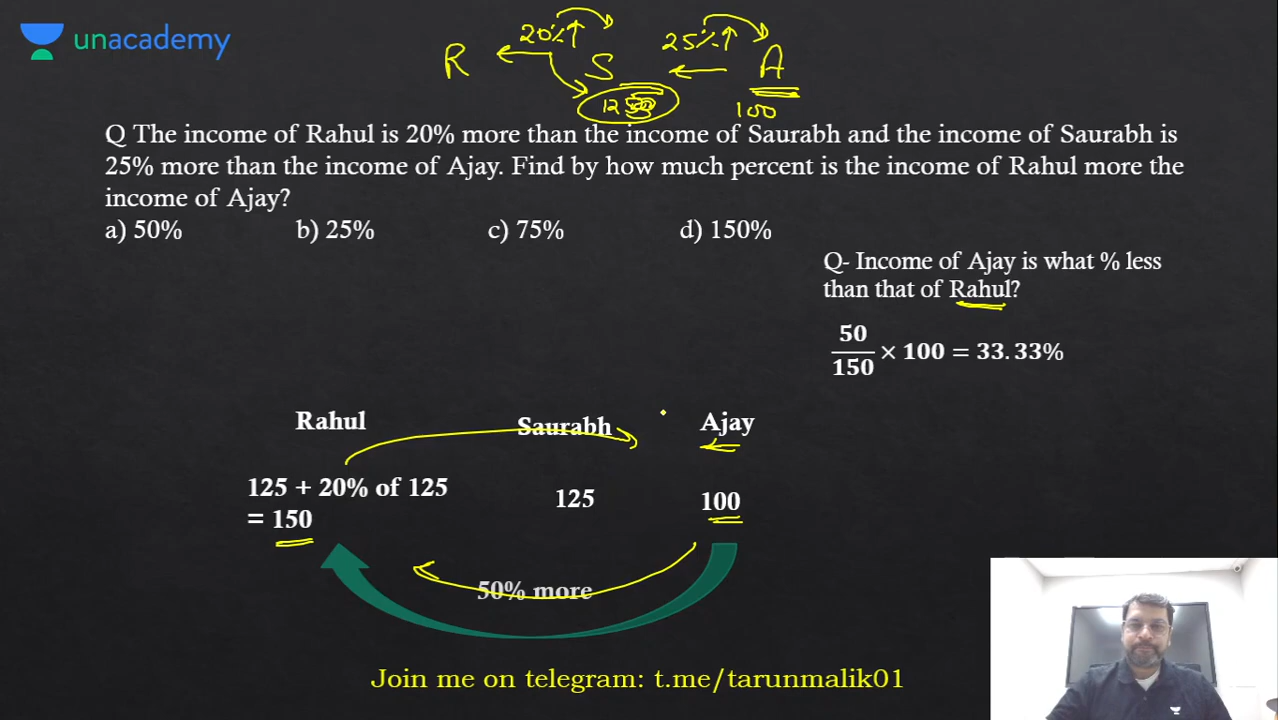 unacademy
20%↑
25%↑
R
S
A
100
Q The income of Rahul is 20% more than the income of Saurabh and the income of Saurabh is
25% more than the income of Ajay. Find by how much percent is the income of Rahul more the
income of Ajay?
a) 50% b) 25% c) 75% d) 150%
Q- Income of Ajay is what % less
than that of Rahul?
50
150
× 100 = 33.33%
Rahul Saurabh Ajay
125 + 20% of 125
= 150
125
100
50% more
Join me on telegram: t.me/tarunmalik01